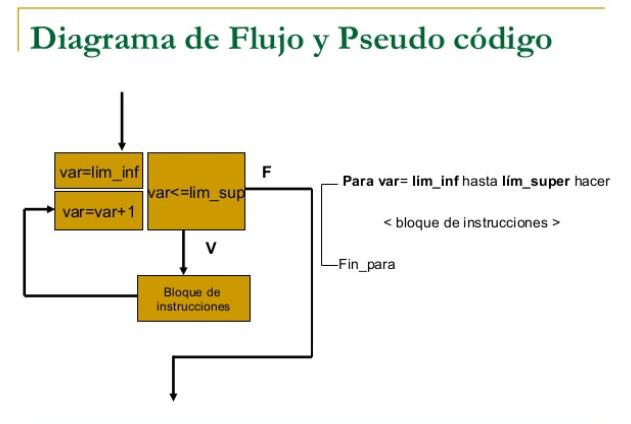 Diagrama de Flujo y Pseudo código
var=lim_inf
var=var+1
var<=lim_sup
F
V
Bloque de
instrucciones
Para var= lim_inf hasta lím_super hacer
< bloque de instrucciones >
Fin_para